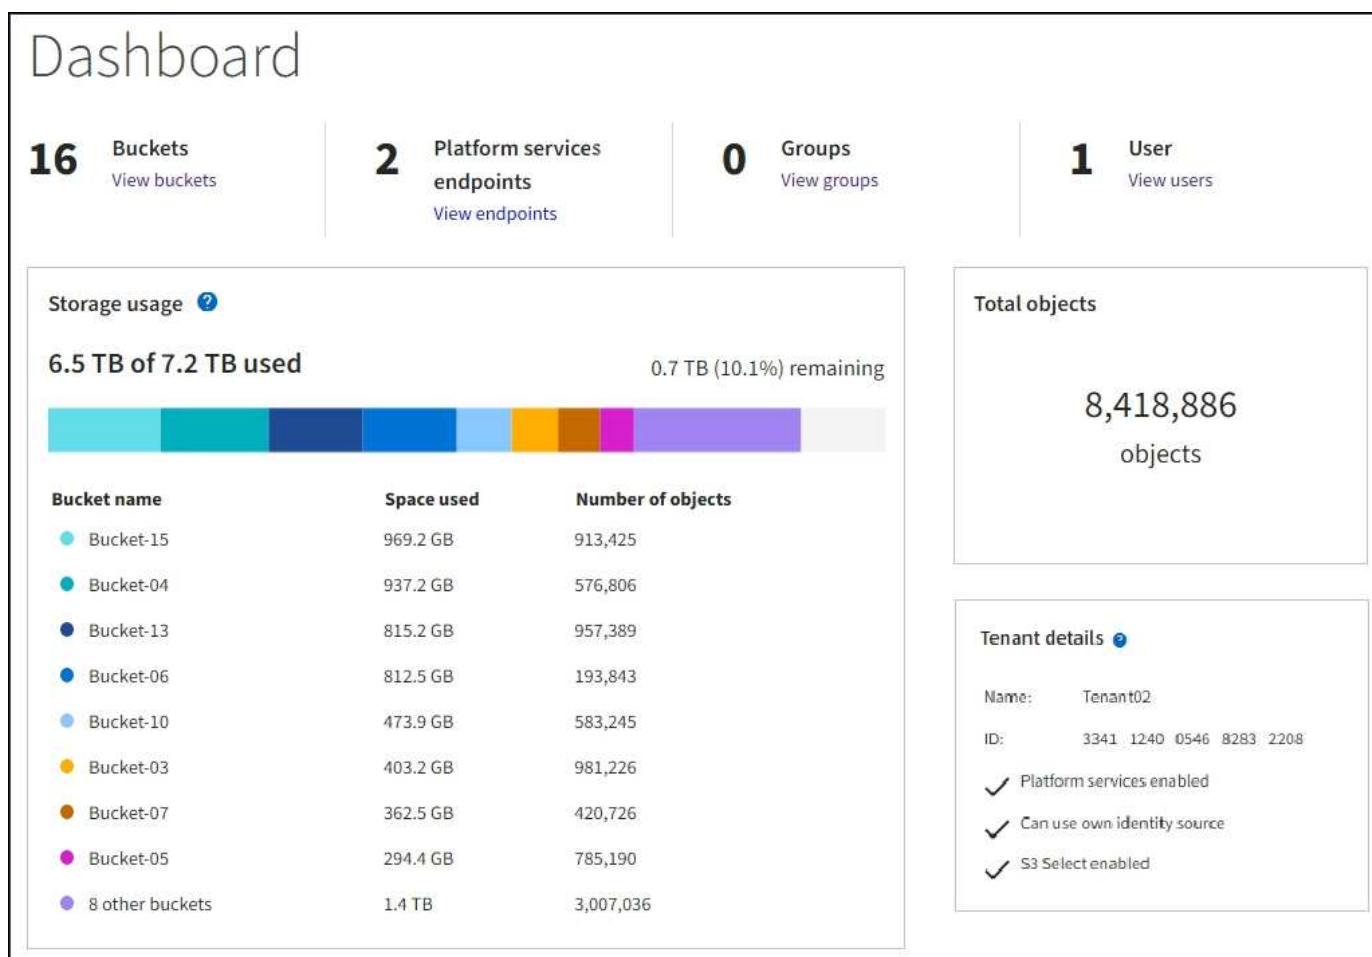 Dashboard
16 Buckets
View buckets
2 Platform services
endpoints
View endpoints
0 Groups
View groups
1 User
View users
Storage usage ?
6.5 TB of 7.2 TB used
0.7 TB (10.1%) remaining
Bucket name Space used Number of objects
Bucket-15 969.2 GB 913,425
Bucket-04 937.2 GB 576,806
Bucket-13 815.2 GB 957,389
Bucket-06 812.5 GB 193,843
Bucket-10 473.9 GB 583,245
Bucket-03 403.2 GB 981,226
Bucket-07 362.5 GB 420,726
Bucket-05 294.4 GB 785,190
8 other buckets 1.4 TB 3,007,036
Total objects
8,418,886
objects
Tenant details ?
Name: Tenant02
ID: 3341 1240 0546 8283 2208
Platform services enabled
Can use own identity source
S3 Select enabled